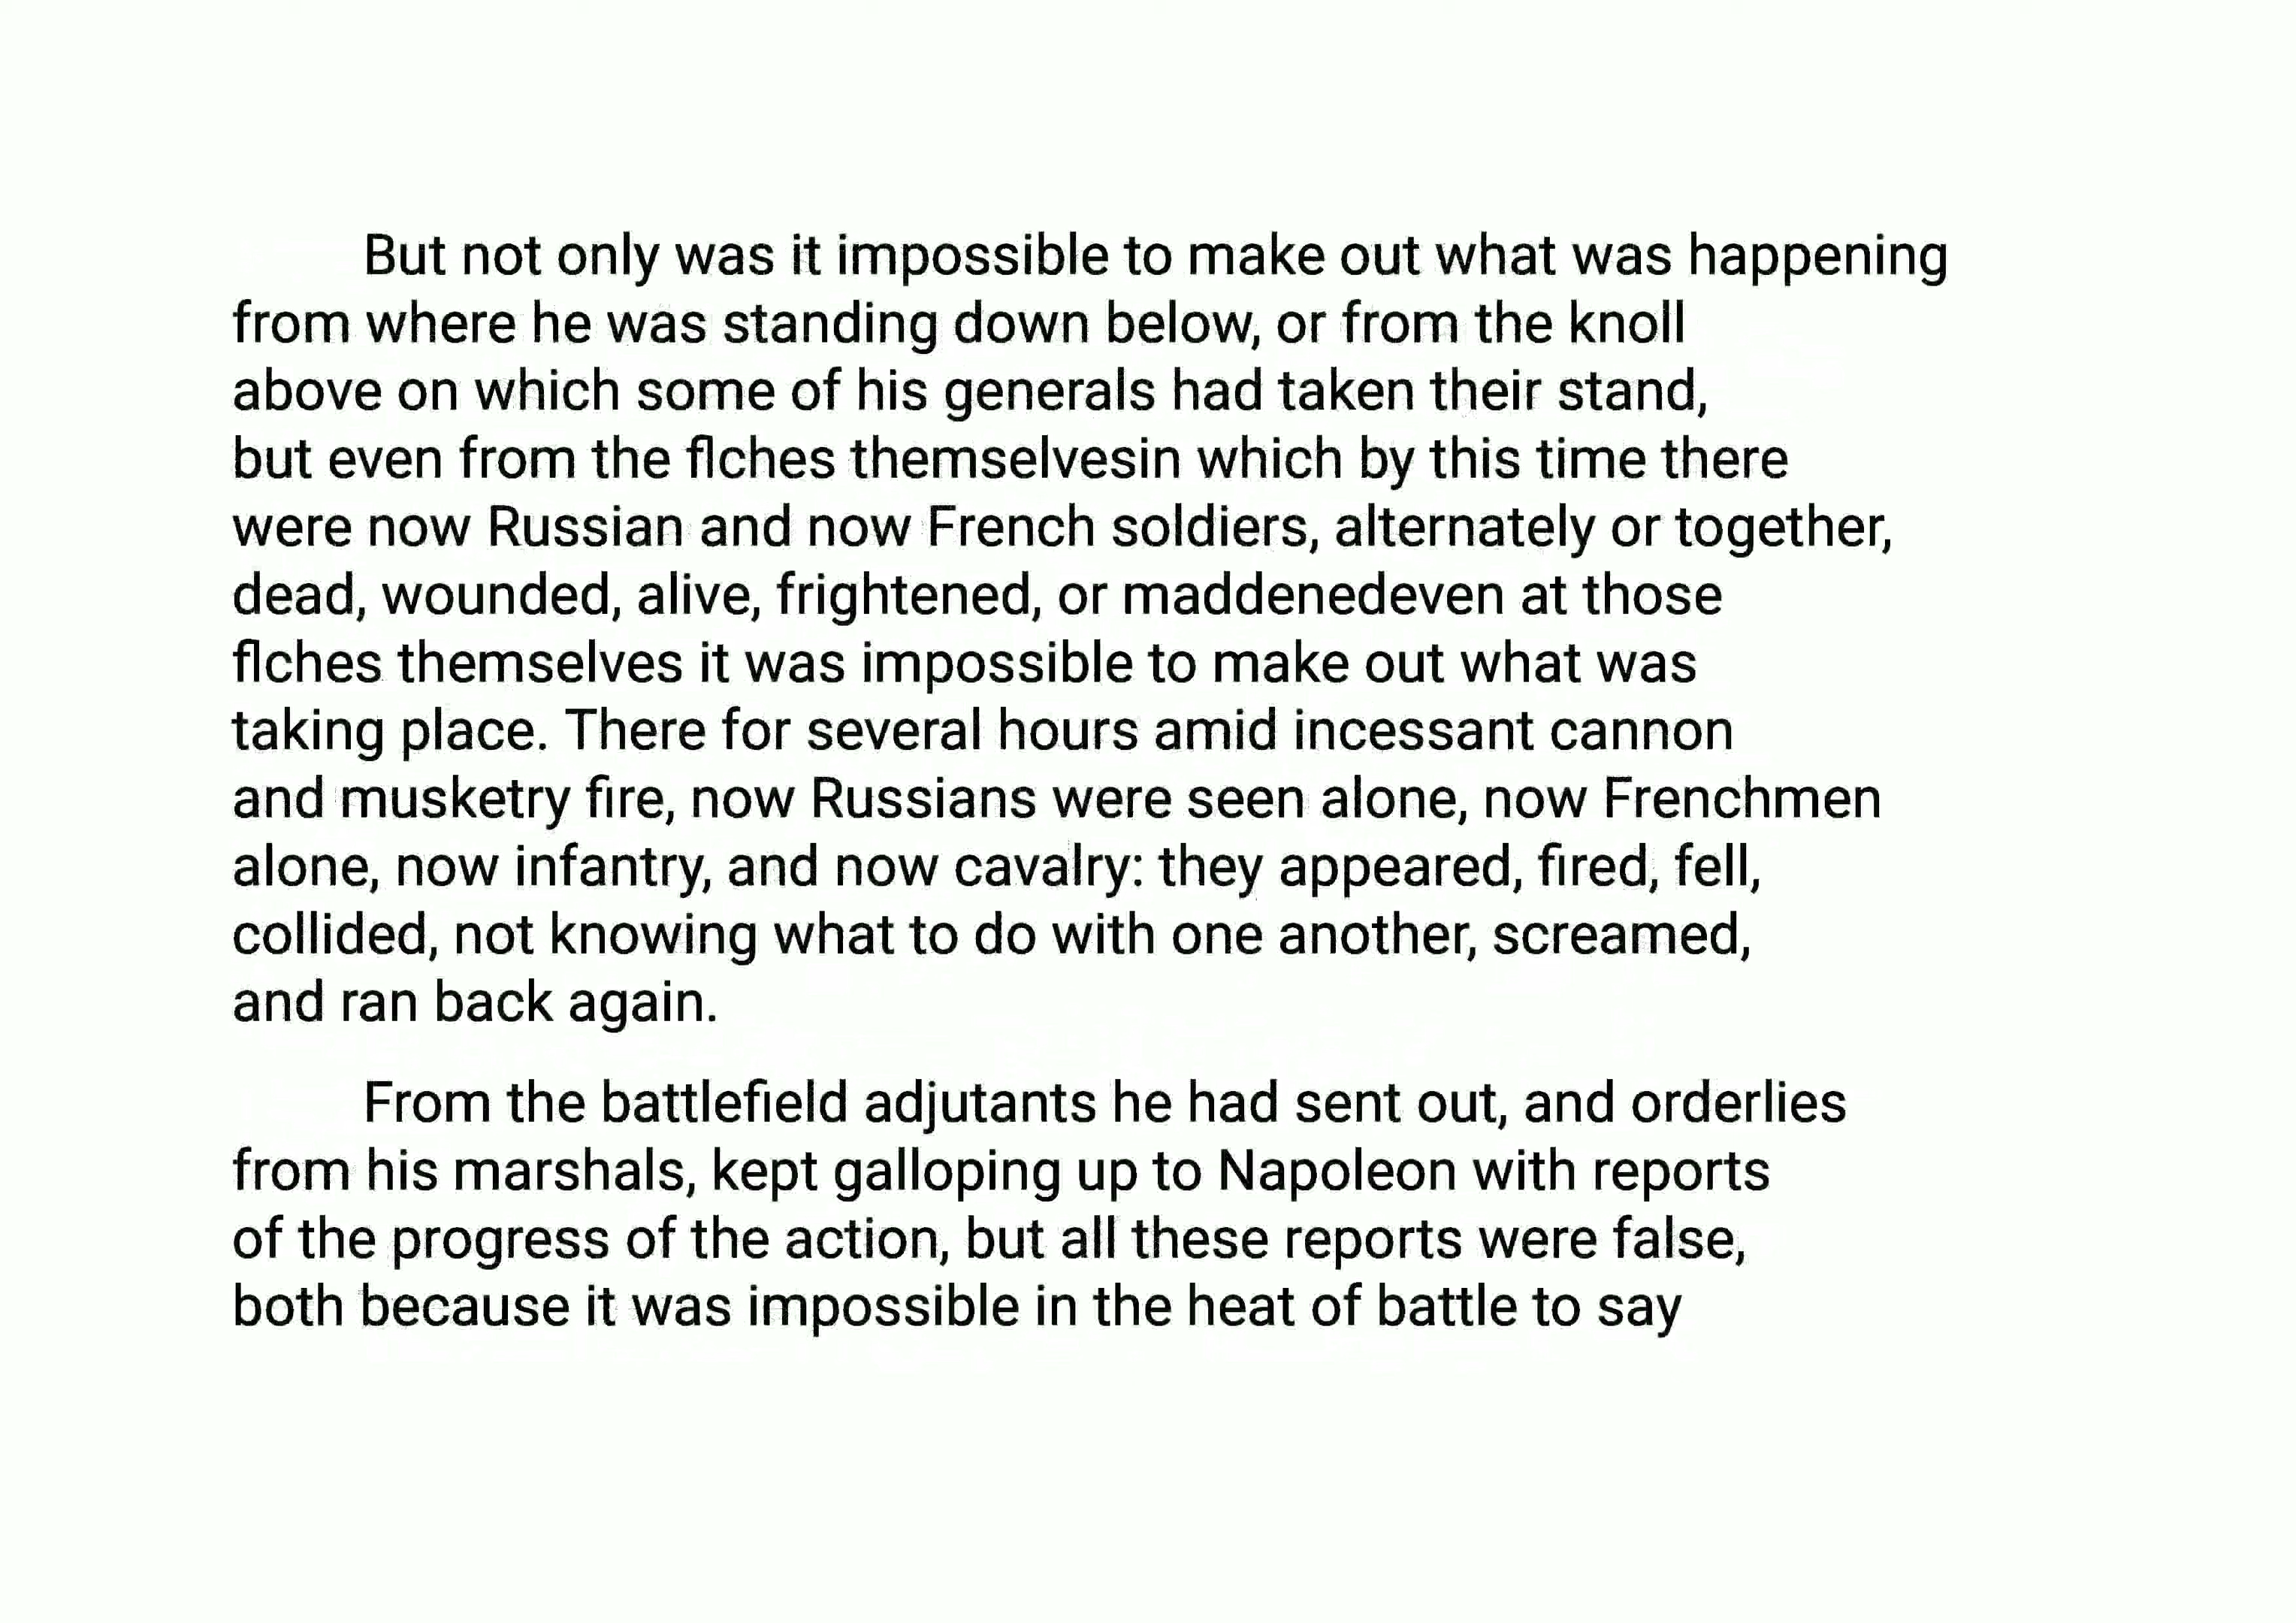 But not only was it impossible to make out what was happening
from where he was standing down below, or from the knoll
above on which some of his generals had taken their stand,
but even from the flches themselvesin which by this time there
were now Russian and now French soldiers, alternately or together,
dead, wounded, alive, frightened, or maddenedeven at those
flches themselves it was impossible to make out what was
taking place. There for several hours amid incessant cannon
and musketry fire, now Russians were seen alone, now Frenchmen
alone, now infantry, and now cavalry: they appeared, fired, fell,
collided, not knowing what to do with one another, screamed,
and ran back again.
From the battlefield adjutants he had sent out, and orderlies
from his marshals, kept galloping up to Napoleon with reports
of the progress of the action, but all these reports were false,
both because it was impossible in the heat of battle to say